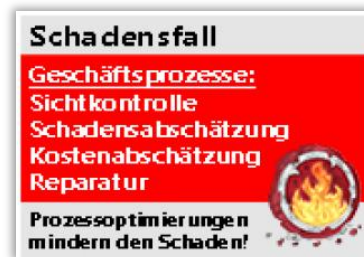 Schadensfall
Geschäftsprozesse:
Sichtkontrolle
Schadensabschätzung
Kostenabschätzung
Reparatur
Prozessoptimierungen
mindern den Schaden!